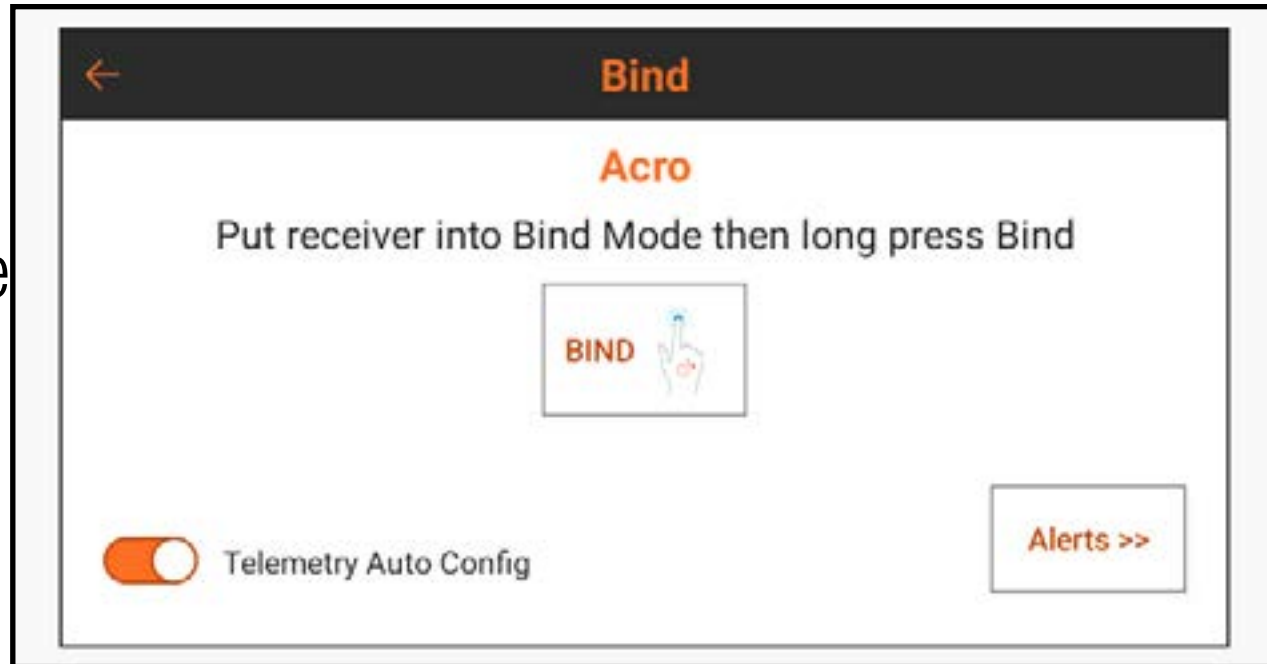 Bind
Acro
Put receiver into Bind Mode then long press Bind
e
BIND
Alerts >>
Telemetry Auto Config